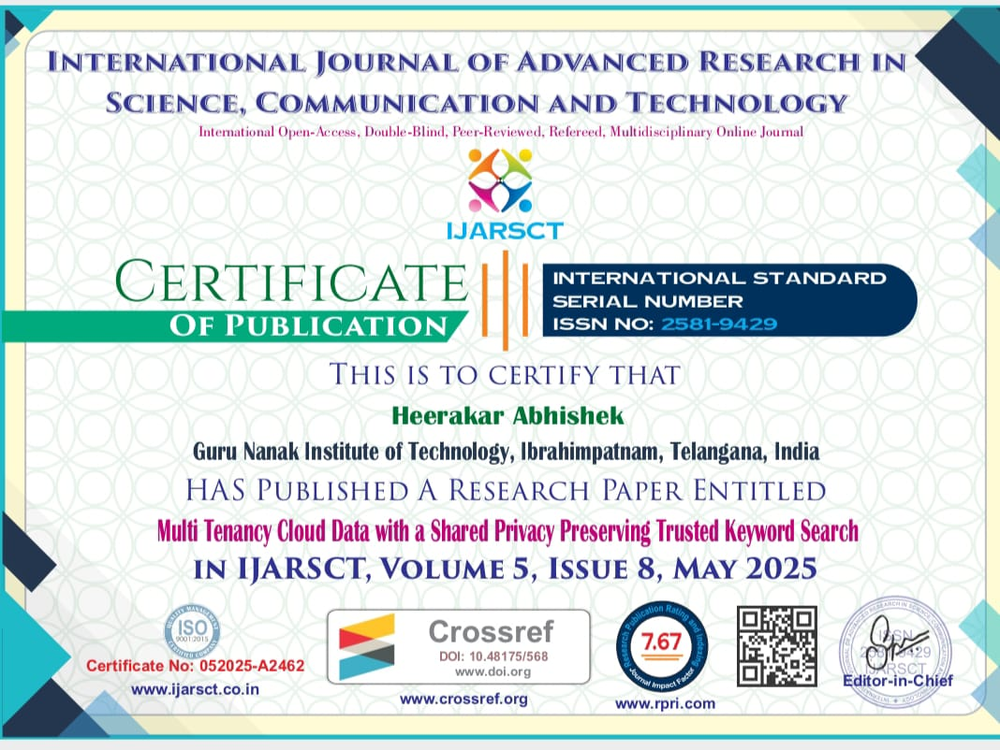 INTERNATIONAL JOURNAL OF ADVANCED RESEARCH IN
SCIENCE, COMMUNICATION AND TECHNOLOGY
International Open-Access, Double-Blind, Peer-Reviewed, Refereed, Multidisciplinary Online Journal
IJARSCT
CERTIFICATE
OF PUBLICATION
INTERNATIONAL STANDARD
SERIAL NUMBER
ISSN NO: 2581-9429
THIS IS TO CERTIFY THAT
Heerakar Abhishek
Guru Nanak Institute of Technology, Ibrahimpatnam, Telangana, India
HAS PUBLISHED A RESEARCH PAPER ENTITLED
Multi Tenancy Cloud Data with a Shared Privacy Preserving Trusted Keyword Search
IN IJARSCT, VOLUME 5, ISSUE 8, MAY 2025
QUALITY MANAGEMENT
ISO
9001:2015
CERTIFIED COMPANY
Certificate No: 052025-A2462
www.ijarsct.co.in
Crossref
DOI: 10.48175/568
www.doi.org
www.crossref.org
Research Publication Rating and Indexing
7.67
Journal Impact Factor
www.rpri.com
ISSN
2581-9429
IJARSCT
Editor-in-Chief